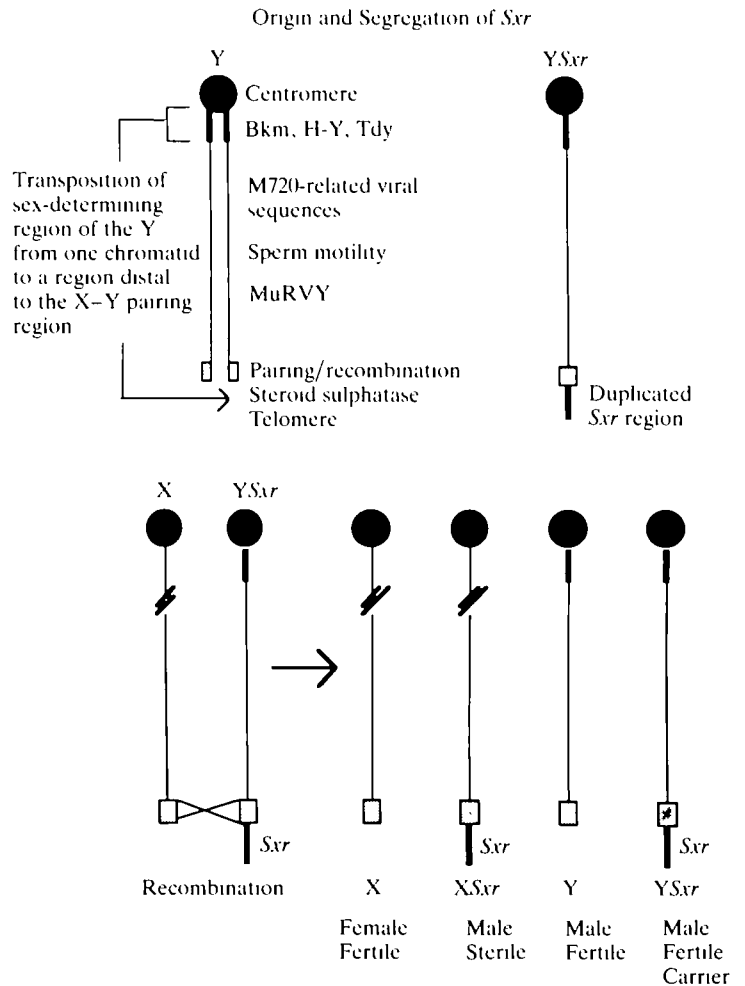 Origin and Segregation of Sxr
Y
YSxr
Centromere
Bkm, H-Y, Tdy
Transposition of
sex-determining
region of the Y
from one chromatid
to a region distal
to the X–Y pairing
region
M720-related viral
sequences
Sperm motility
MuRVY
Pairing/recombination
Steroid sulphatase
Telomere
Duplicated
Sxr region
X
YSxr
Sxr
Sxr
Sxr
Recombination
X
XSxr
Y
YSxr
Female
Fertile
Male
Sterile
Male
Fertile
Male
Fertile
Carrier